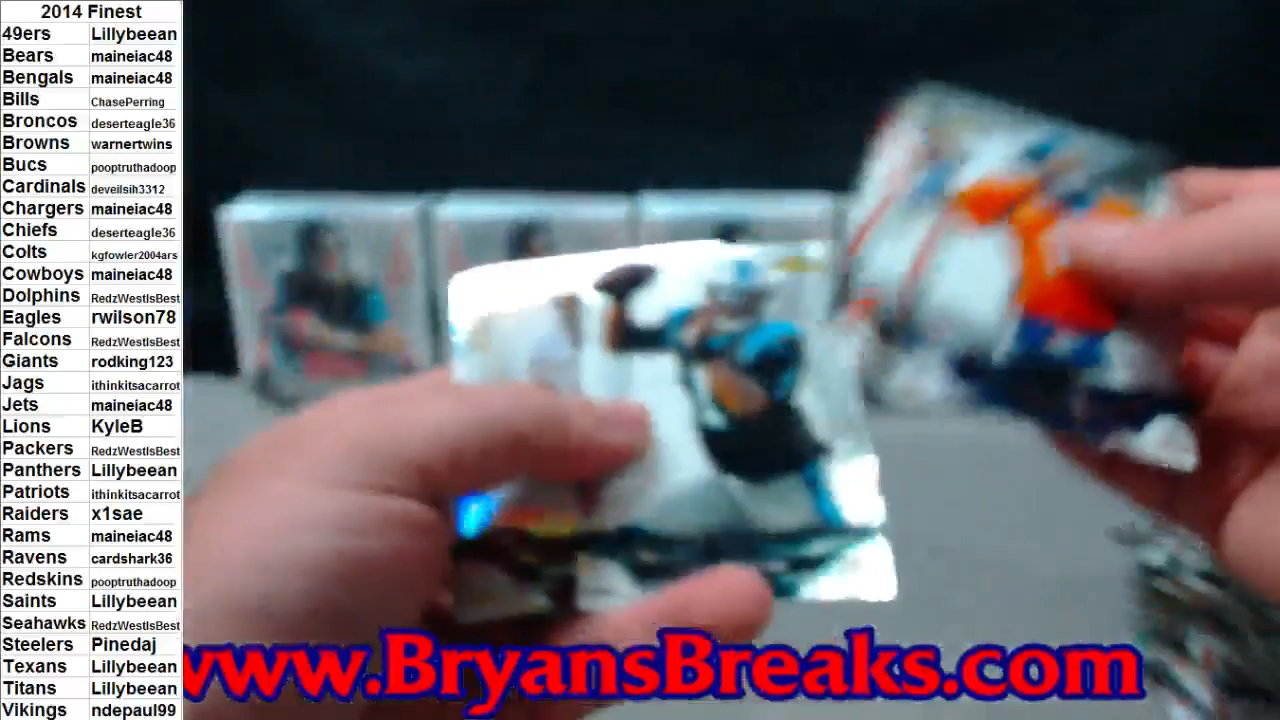 2014 Finest
49ers Lillybeean
Bears maineiac48
Bengals maineiac48
Bills ChasePerring
Broncos deserteagle36
Browns warnertwins
Bucs pooptruthadoop
Cardinals deveilsih3312
Chargers maineiac48
Chiefs deserteagle36
Colts kgfowler2004ars
Cowboys maineiac48
Dolphins RedzWestIsBest
Eagles rwilson78
Falcons RedzWestIsBest
Giants rodking123
Jags ithinkitsacarrot
Jets maineiac48
Lions KyleB
Packers RedzWestIsBest
Panthers Lillybeean
Patriots ithinkitsacarrot
Raiders x1sae
Rams maineiac48
Ravens cardshark36
Redskins pooptruthadoop
Saints Lillybeean
Seahawks RedzWestIsBest
Steelers Pinedaj
Texans Lillybeean
Titans Lillybeean
Vikings ndepaul99
www.BryansBreaks.com